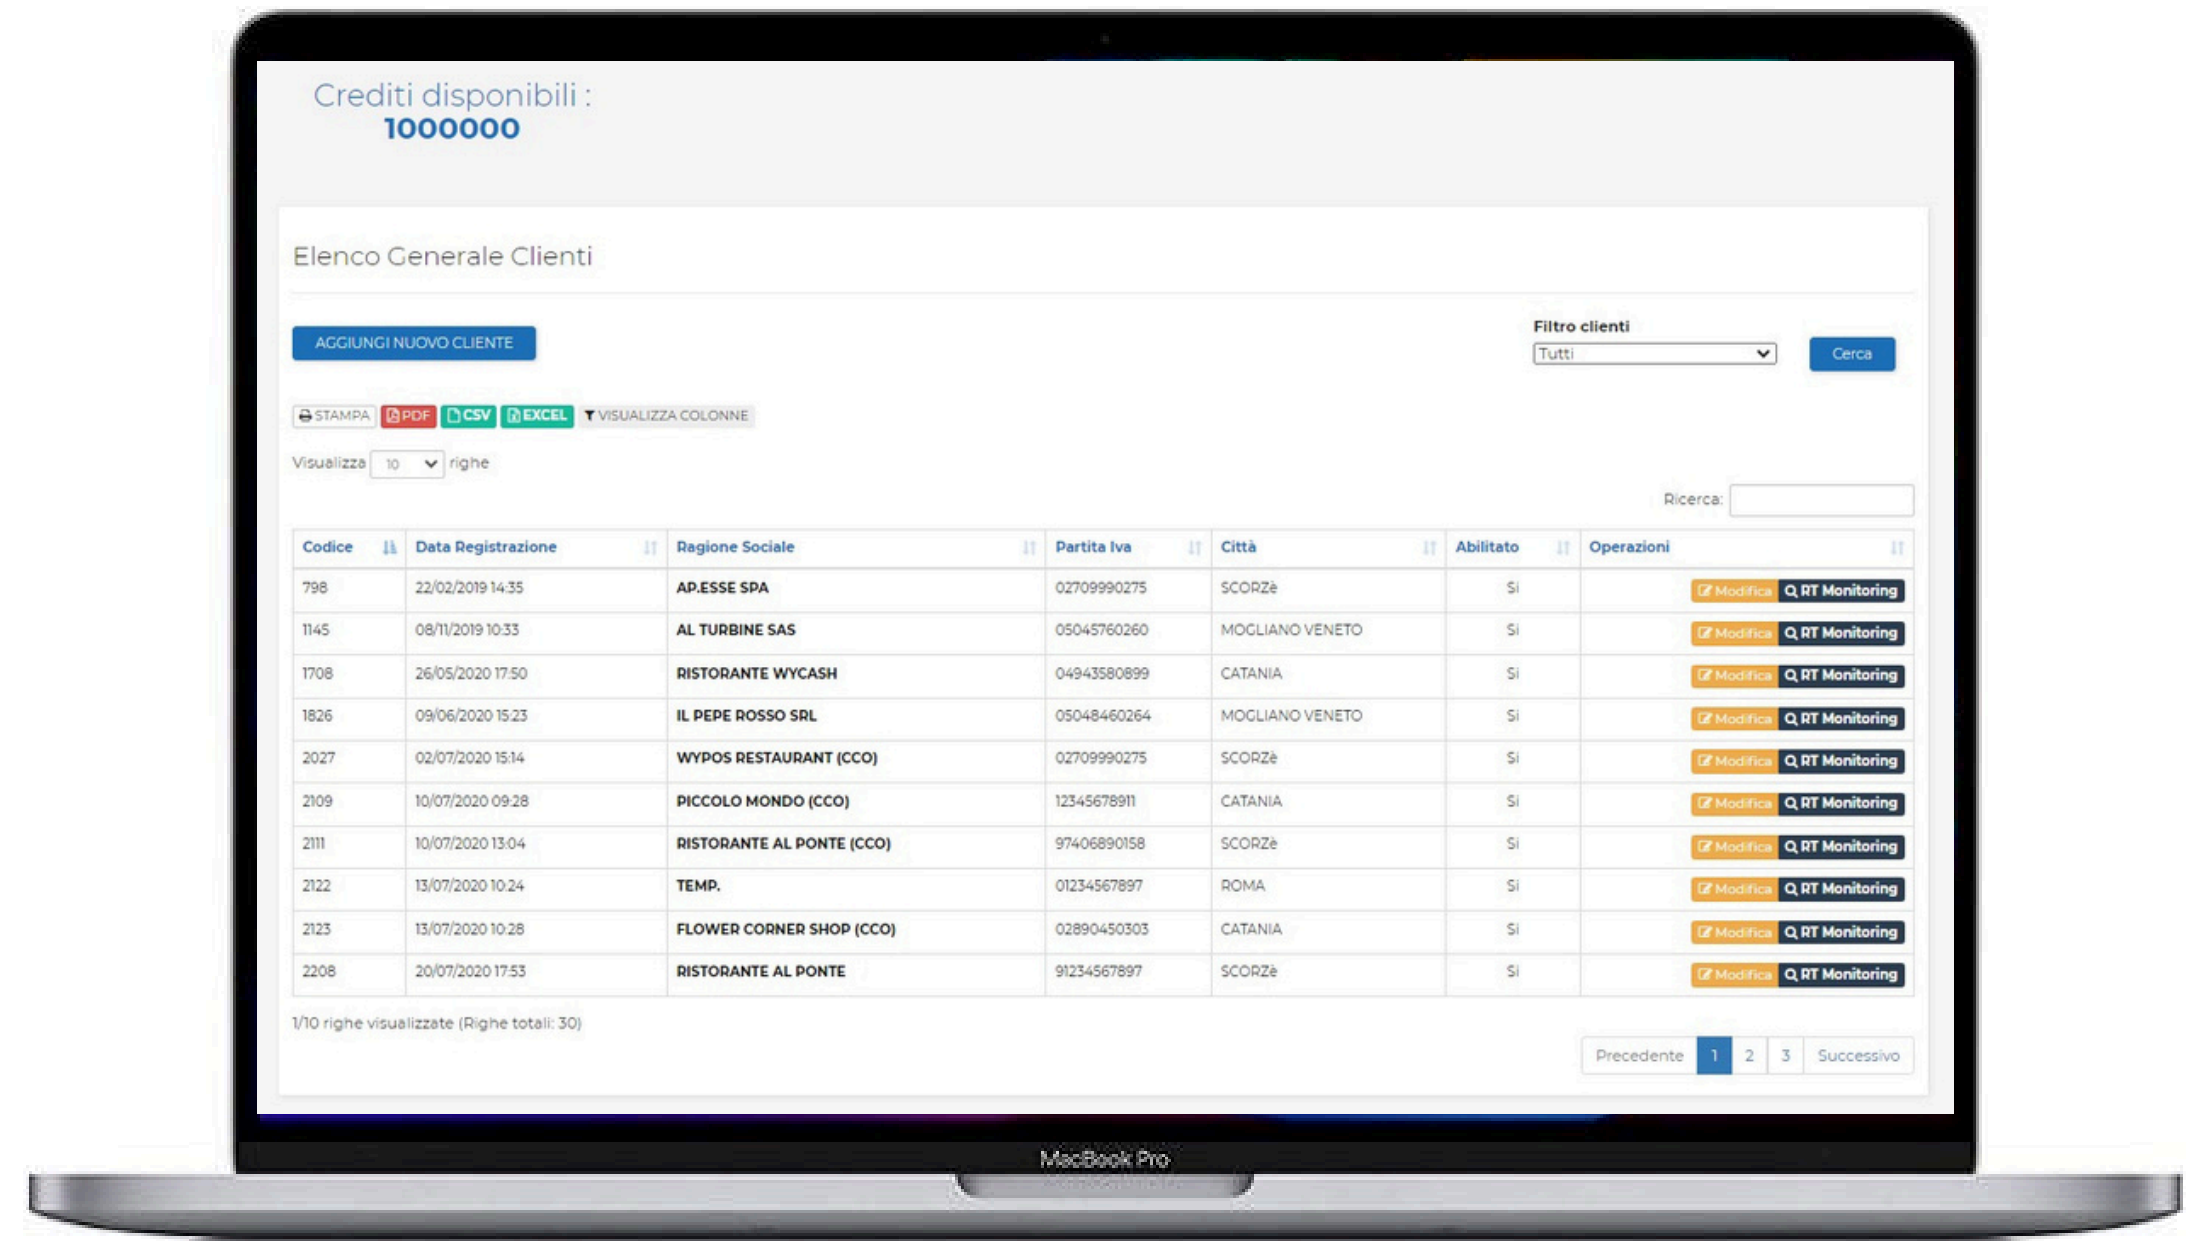 Crediti disponibili :
1000000
Elenco Generale Clienti
AGGIUNGI NUOVO CLIENTE
Filtro clienti
Tutti
Cerca
STAMPA PDF CSV EXCEL VISUALIZZA COLONNE
Visualizza 10 righe
Ricerca:
Codice Data Registrazione Ragione Sociale Partita Iva Città Abilitato Operazioni
798 22/02/2019 14:35 AP.ESSE SPA 02709990275 SCORZè Si Modifica RT Monitoring
1145 08/11/2019 10:33 AL TURBINE SAS 05045760260 MOGLIANO VENETO Si Modifica RT Monitoring
1708 26/05/2020 17:50 RISTORANTE WYCASH 04943580899 CATANIA Si Modifica RT Monitoring
1826 09/06/2020 15:23 IL PEPE ROSSO SRL 05048460264 MOGLIANO VENETO Si Modifica RT Monitoring
2027 02/07/2020 15:14 WYPOS RESTAURANT (CCO) 02709990275 SCORZè Si Modifica RT Monitoring
2109 10/07/2020 09:28 PICCOLO MONDO (CCO) 12345678911 CATANIA Si Modifica RT Monitoring
2111 10/07/2020 13:04 RISTORANTE AL PONTE (CCO) 97406890158 SCORZè Si Modifica RT Monitoring
2122 13/07/2020 10:24 TEMP. 01234567897 ROMA Si Modifica RT Monitoring
2123 13/07/2020 10:28 FLOWER CORNER SHOP (CCO) 02890450303 CATANIA Si Modifica RT Monitoring
2208 20/07/2020 17:53 RISTORANTE AL PONTE 91234567897 SCORZè Si Modifica RT Monitoring
1/10 righe visualizzate (Righe totali: 30)
Precedente 1 2 3 Successivo
MacBook Pro